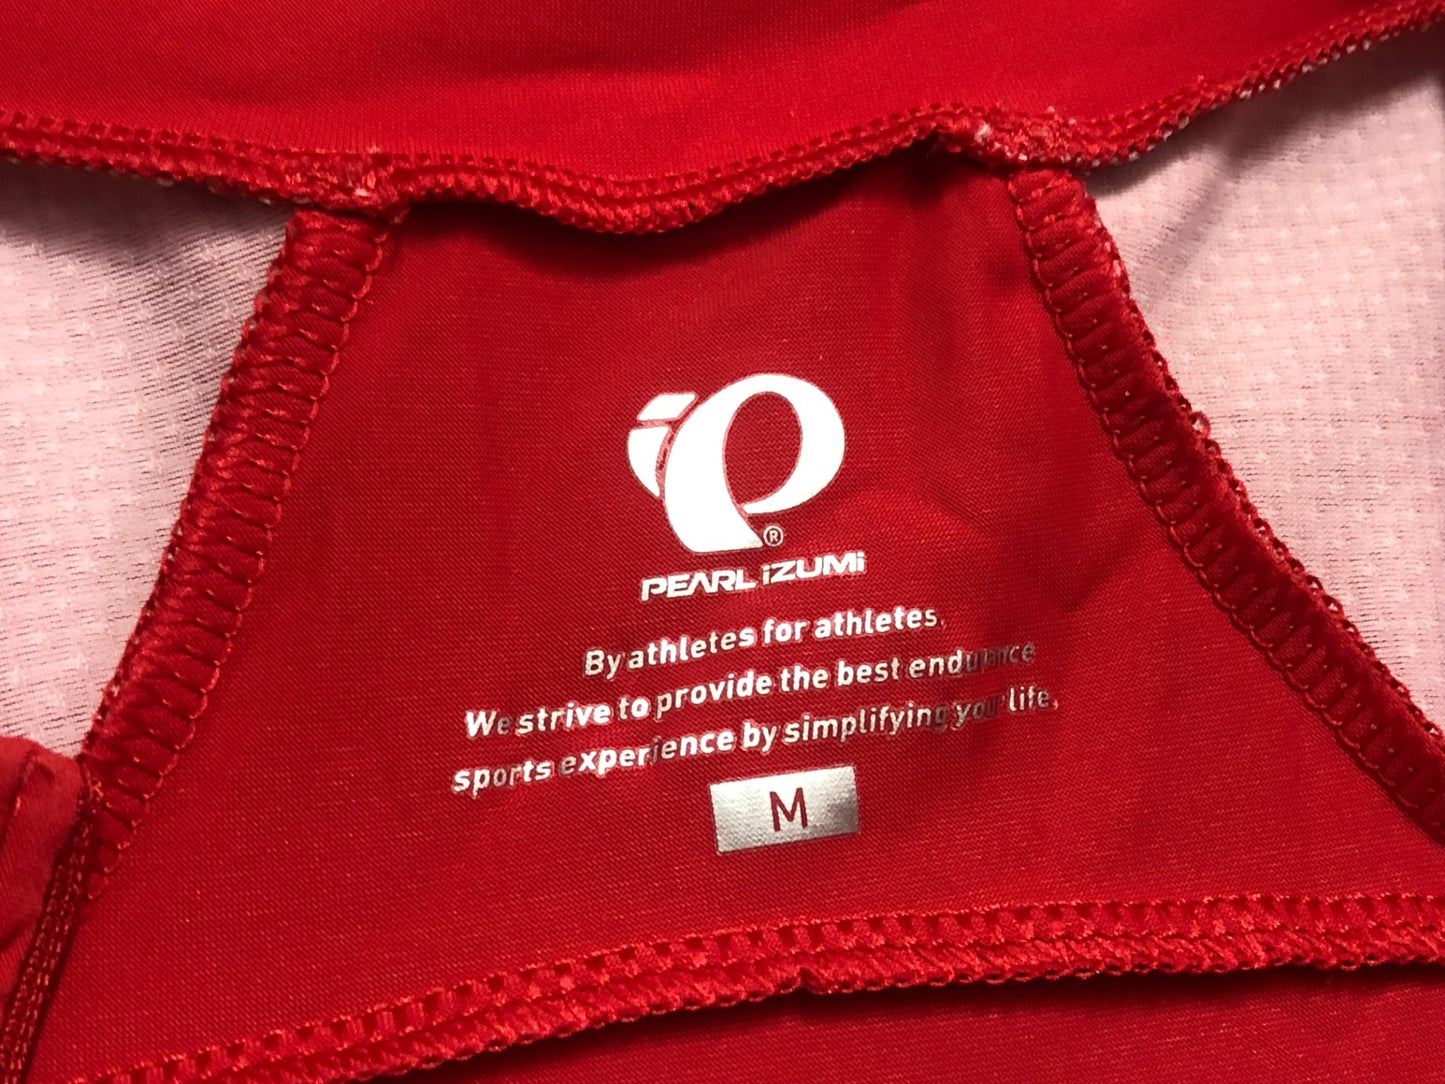 ®
PEARL iZUMi
By athletes for athletes.
We strive to provide the best endurance
sports experience by simplifying your life.
M